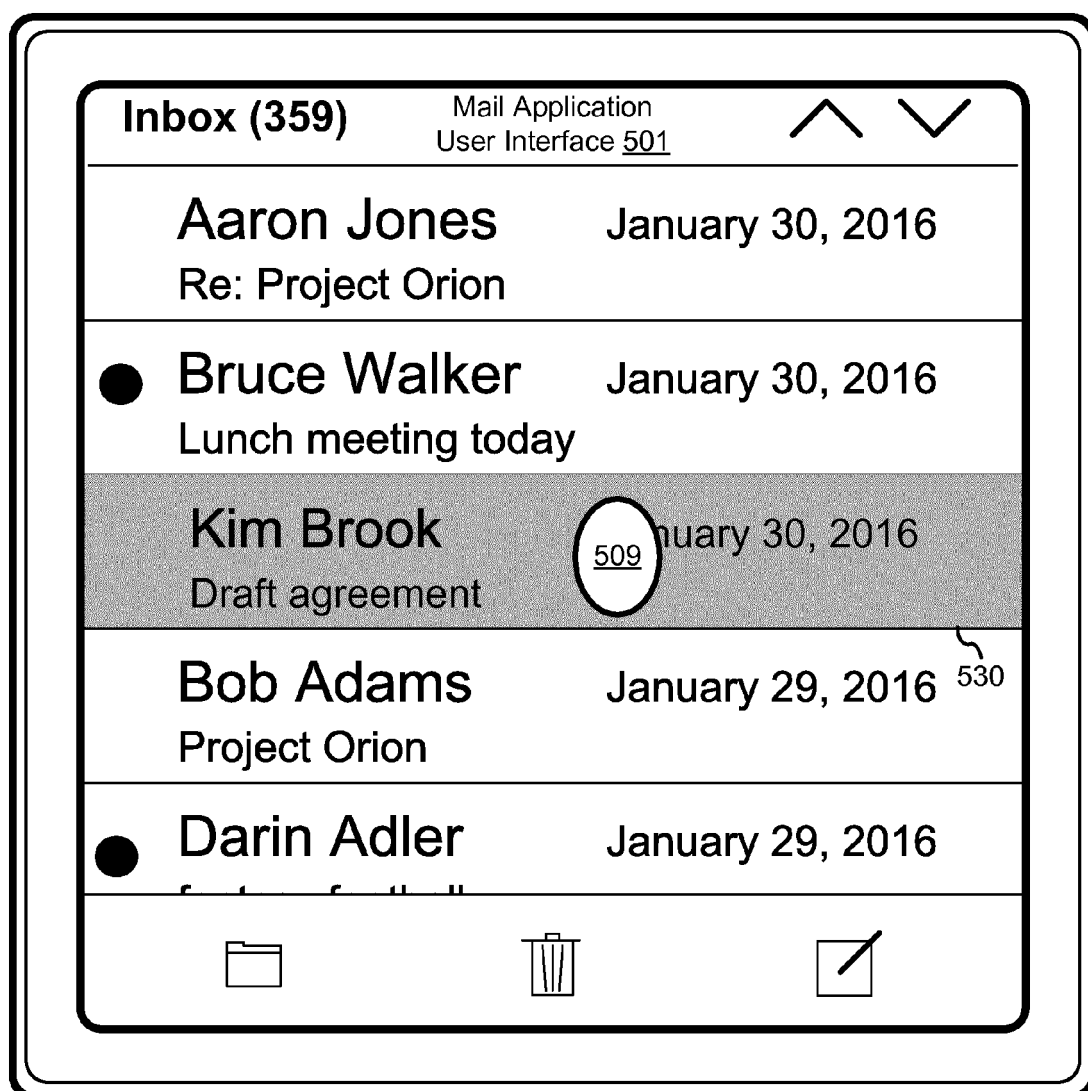 Inbox (359)
Mail Application
User Interface 501
Aaron Jones January 30, 2016
Re: Project Orion
Bruce Walker January 30, 2016
Lunch meeting today
Kim Brook 509 nuary 30, 2016
Draft agreement
530
Bob Adams January 29, 2016
Project Orion
Darin Adler January 29, 2016